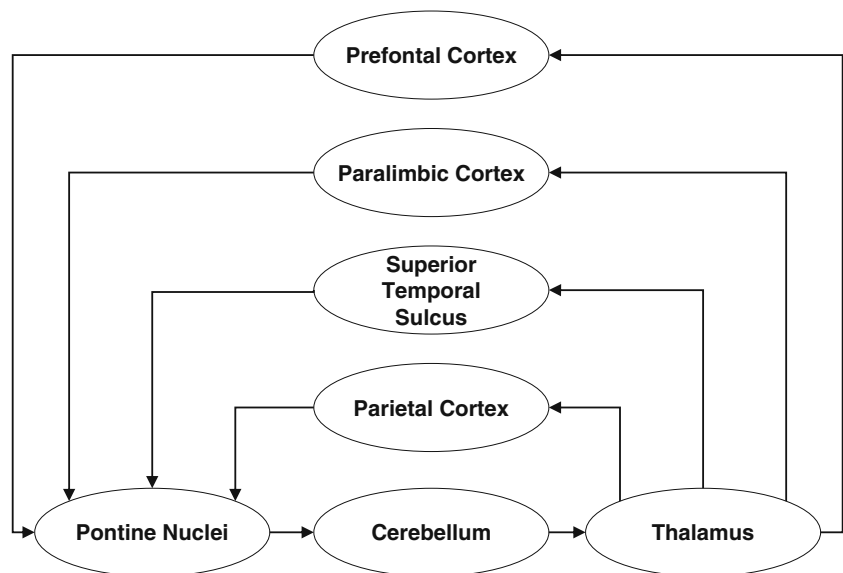 Prefontal Cortex
Paralimbic Cortex
Superior
Temporal
Sulcus
Parietal Cortex
Pontine Nuclei
Cerebellum
Thalamus